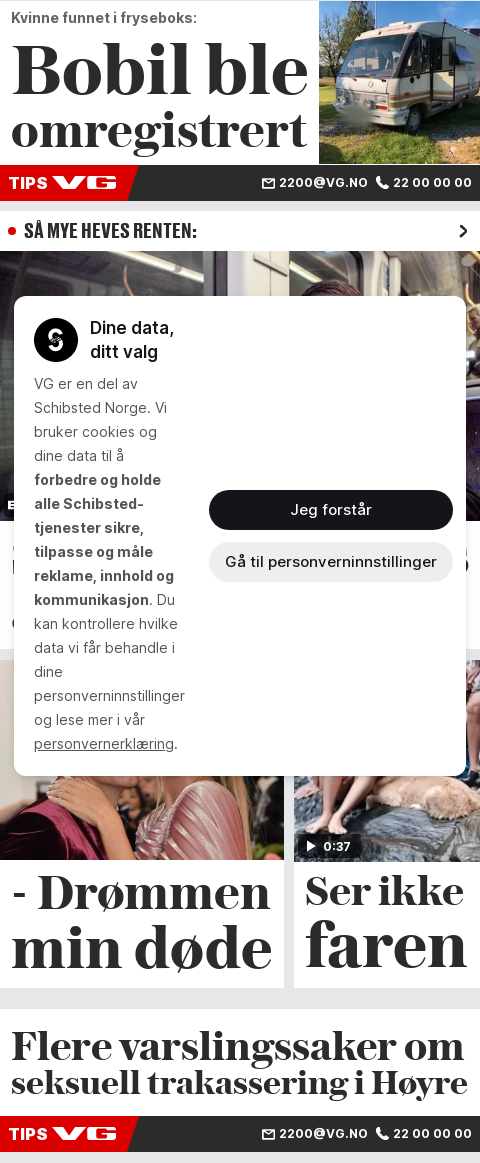 Kvinne funnet i fryseboks:
Bobil ble
omregistrert
TIPS VG 2200@VG.NO 22 00 00 00
SÅ MYE HEVES RENTEN:
Dine data,
ditt valg
VG er en del av
Schibsted Norge. Vi
bruker cookies og
dine data til å
forbedre og holde
alle Schibsted-
tjenester sikre,
tilpasse og måle
reklame, innhold og
kommunikasjon. Du
kan kontrollere hvilke
data vi får behandle i
dine
personverninnstillinger
og lese mer i vår
personvernerklæring.
Jeg forstår
Gå til personverninnstillinger
0:37
- Drømmen
min døde
Ser ikke
faren
Flere varslingssaker om
seksuell trakassering i Høyre
TIPS VG 2200@VG.NO 22 00 00 00